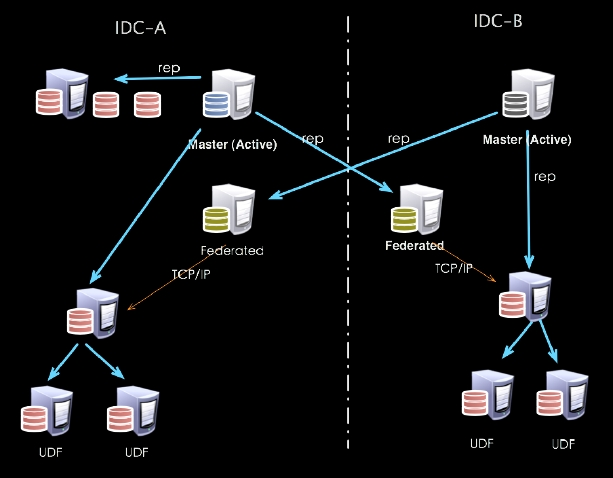 IDC-A
IDC-B
rep
Master (Active)
rep
rep
Master (Active)
rep
Federated
Federated
TCP/IP
TCP/IP
UDF
UDF
UDF
UDF